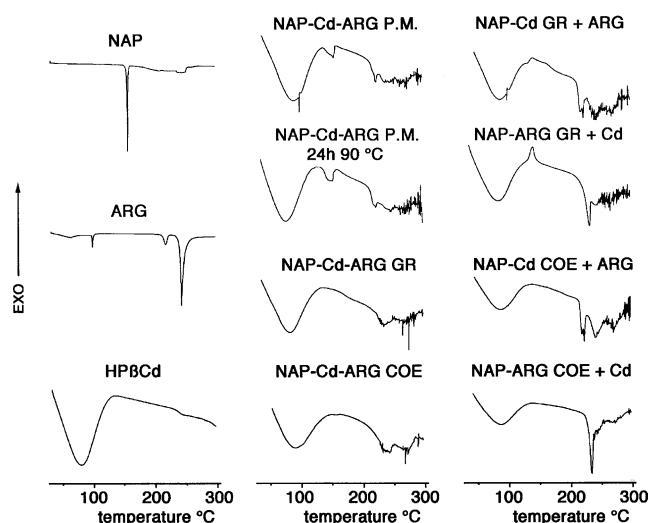 NAP
NAP-Cd-ARG P.M.
NAP-Cd GR + ARG
NAP-Cd-ARG P.M.
24h 90 °C
NAP-ARG GR + Cd
EXO
ARG
NAP-Cd-ARG GR
NAP-Cd COE + ARG
HPβCd
NAP-Cd-ARG COE
NAP-ARG COE + Cd
100 200 300
100 200 300
100 200 300
temperature °C
temperature °C
temperature °C